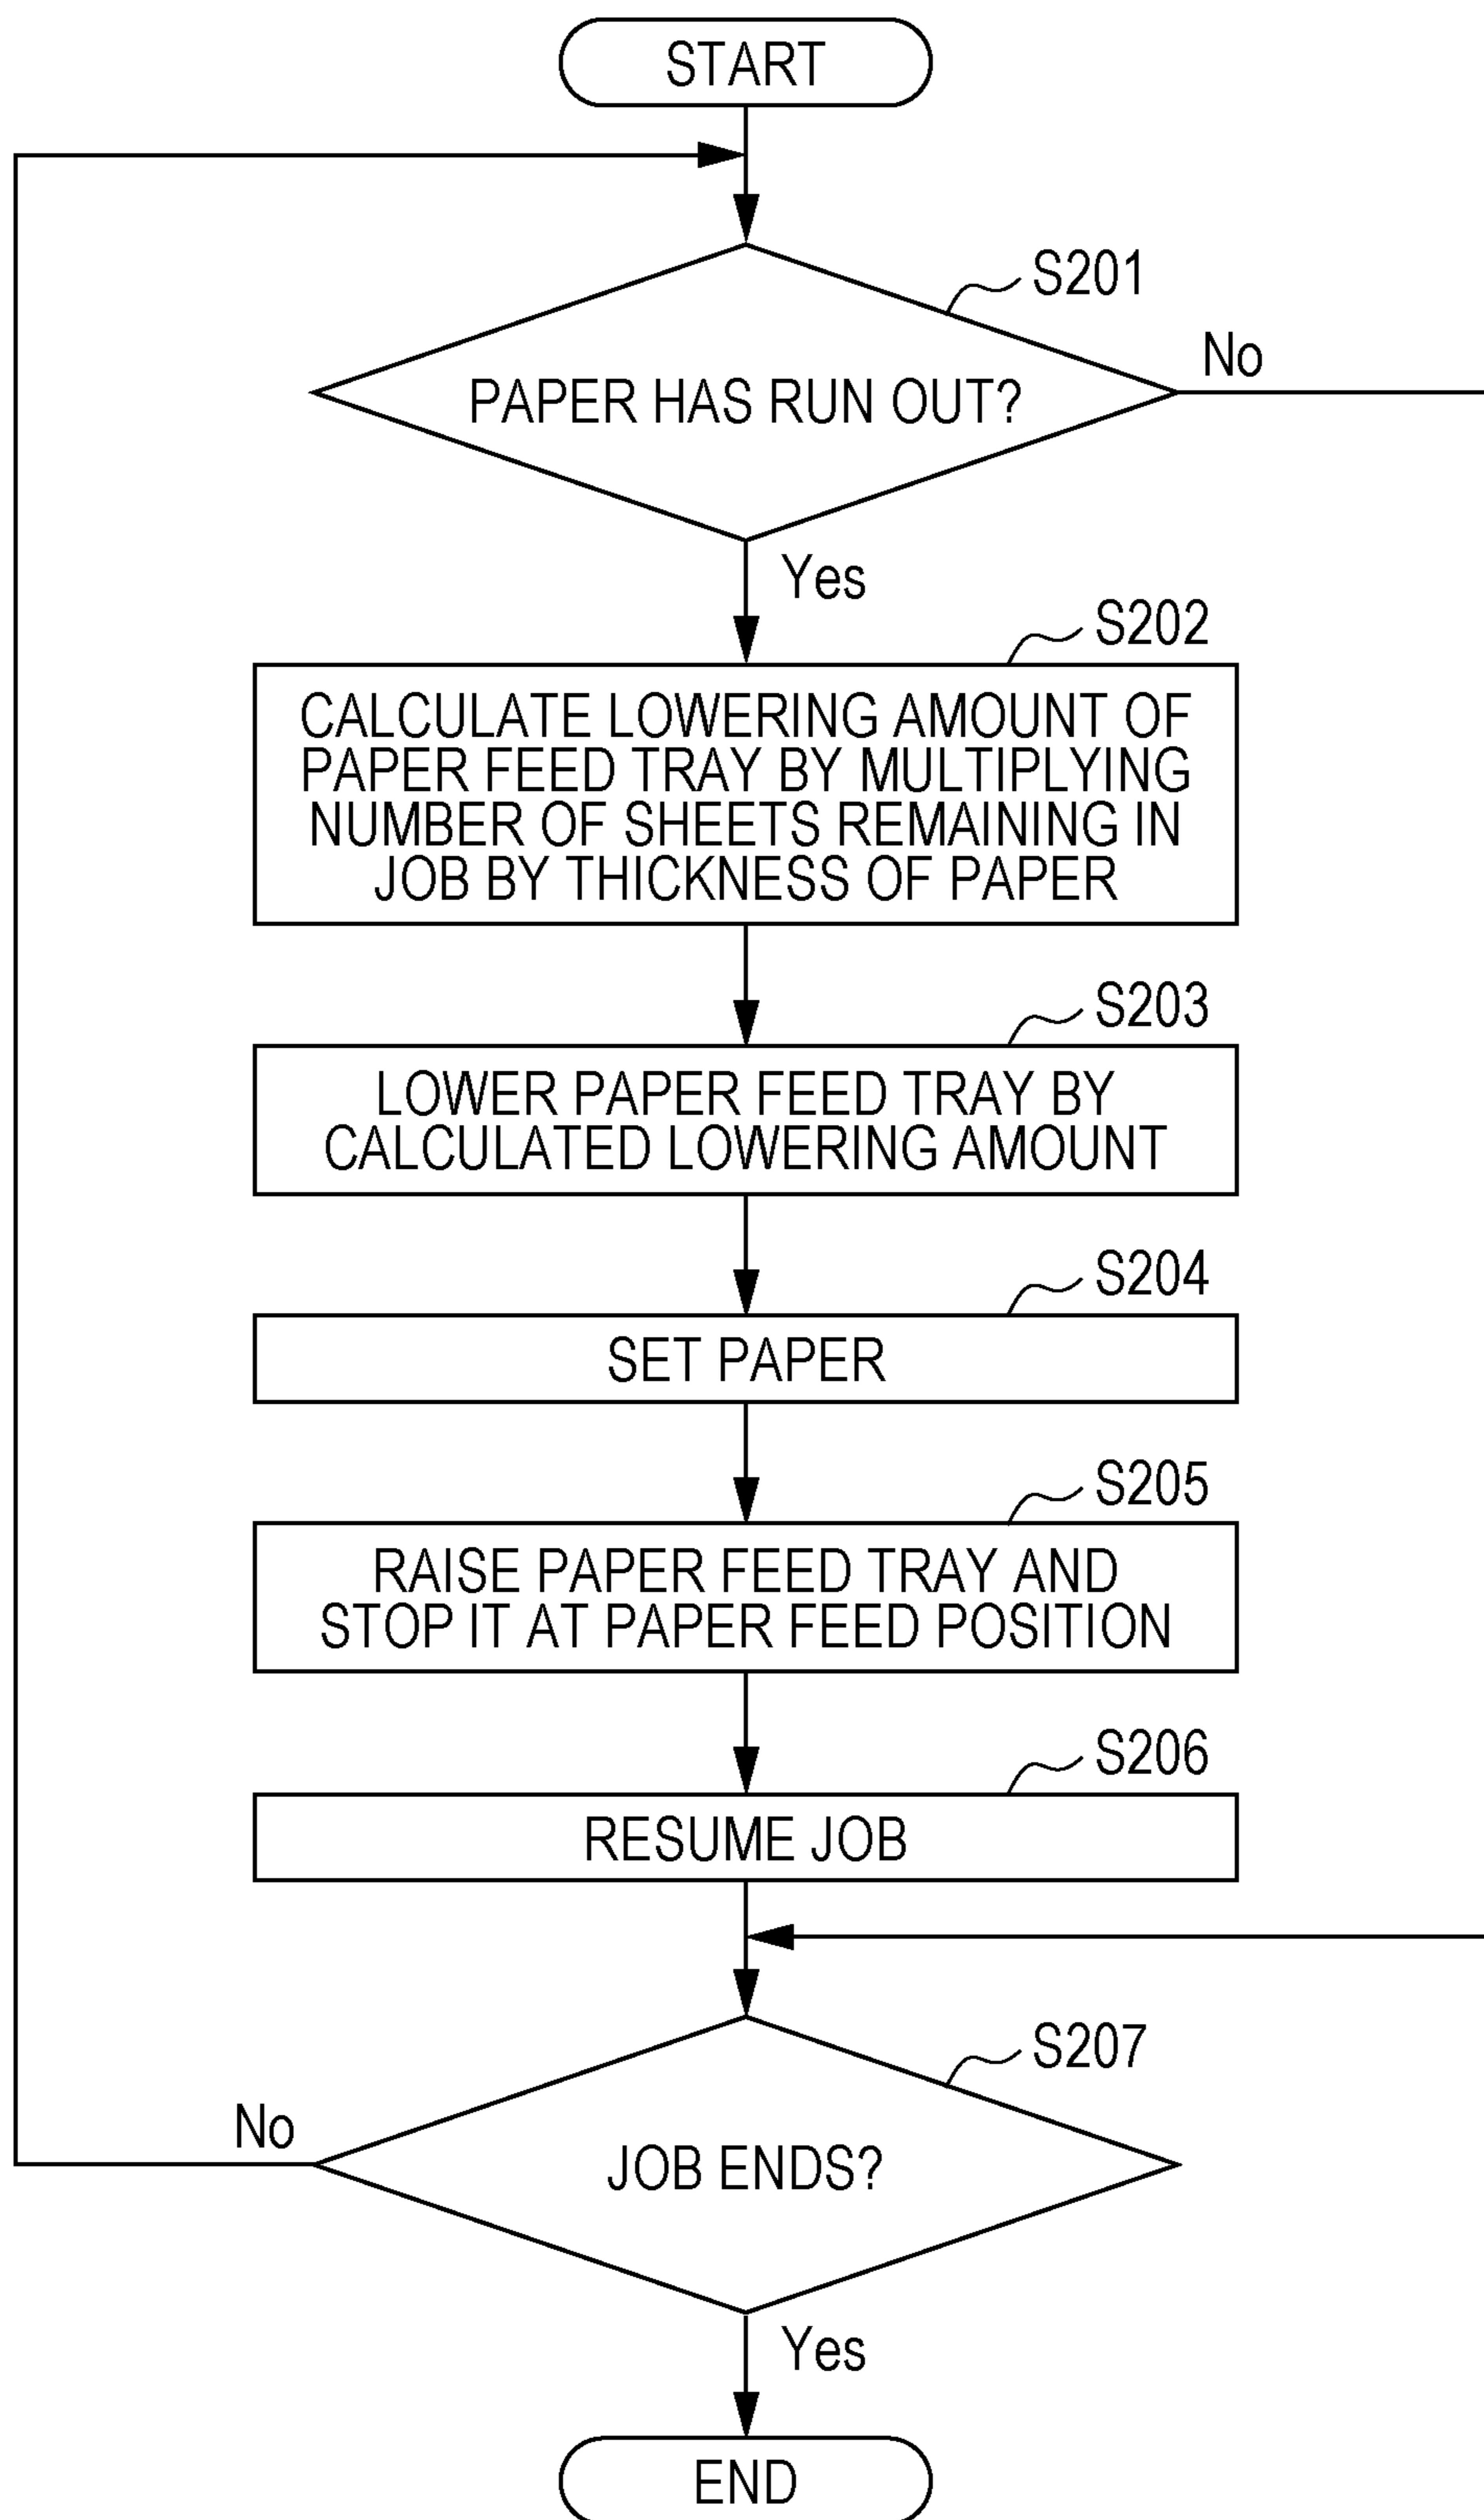 START
S201
PAPER HAS RUN OUT?
No
Yes
S202
CALCULATE LOWERING AMOUNT OF
PAPER FEED TRAY BY MULTIPLYING
NUMBER OF SHEETS REMAINING IN
JOB BY THICKNESS OF PAPER
S203
LOWER PAPER FEED TRAY BY
CALCULATED LOWERING AMOUNT
S204
SET PAPER
S205
RAISE PAPER FEED TRAY AND
STOP IT AT PAPER FEED POSITION
S206
RESUME JOB
S207
No
JOB ENDS?
Yes
END